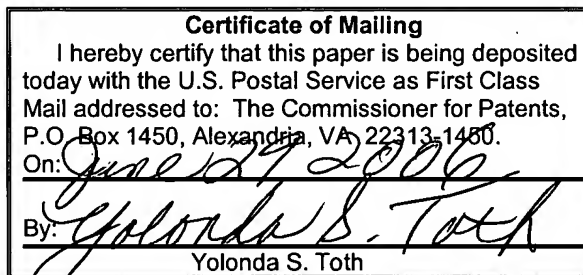 Certificate of Mailing
I hereby certify that this paper is being deposited
today with the U.S. Postal Service as First Class
Mail addressed to: The Commissioner for Patents,
P.O. Box 1450, Alexandria, VA, 22313-1450.
On: June 29 2006
By: Yolonda S. Toth
Yolonda S. Toth